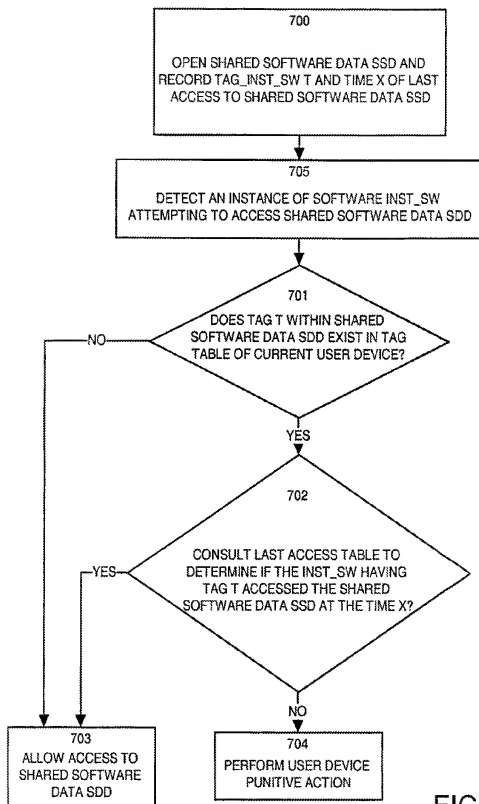 700
OPEN SHARED SOFTWARE DATA SSD AND
RECORD TAG_INST_SW T AND TIME X OF LAST
ACCESS TO SHARED SOFTWARE DATA SSD
705
DETECT AN INSTANCE OF SOFTWARE INST_SW
ATTEMPTING TO ACCESS SHARED SOFTWARE DATA SDD
701
DOES TAG T WITHIN SHARED
SOFTWARE DATA SDD EXIST IN TAG
TABLE OF CURRENT USER DEVICE?
NO
YES
702
CONSULT LAST ACCESS TABLE TO
DETERMINE IF THE INST_SW HAVING
TAG T ACCESSED THE SHARED
SOFTWARE DATA SSD AT THE TIME X?
YES
NO
703
ALLOW ACCESS TO
SHARED SOFTWARE
DATA SDD
704
PERFORM USER DEVICE
PUNITIVE ACTION
FIG